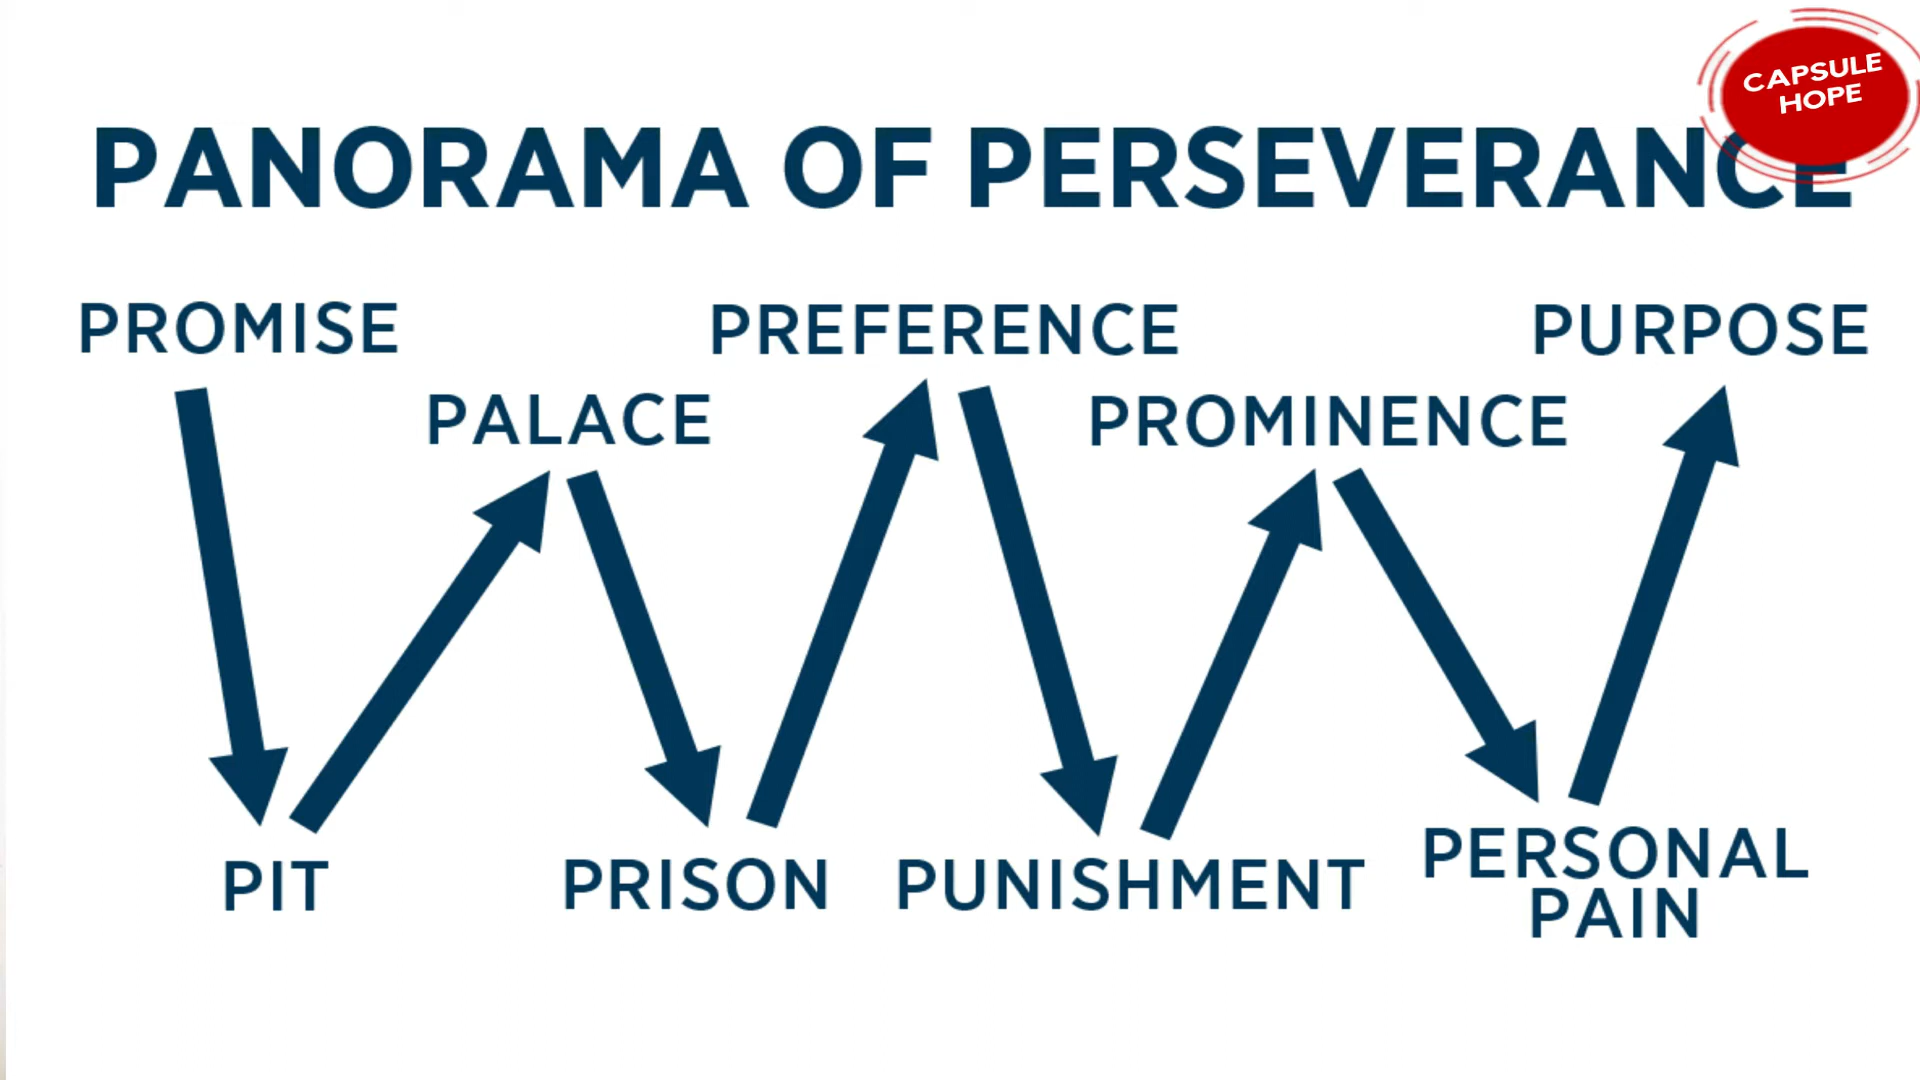 CAPSULE
HOPE
PANORAMA OF PERSEVERANCE
PROMISE PREFERENCE PURPOSE
PALACE PROMINENCE
PIT PRISON PUNISHMENT PERSONAL
PAIN